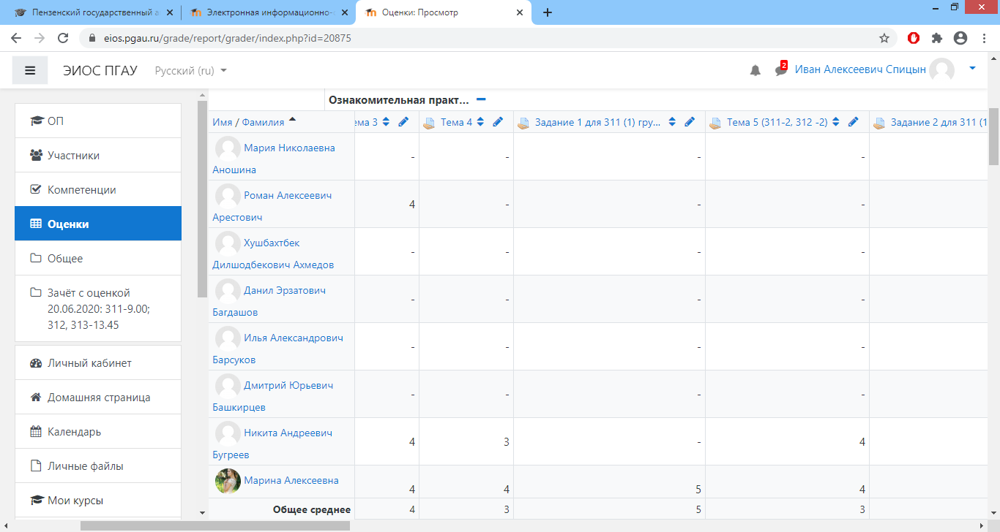 Пензенский государственный а
Электронная информационно-
Оценки: Просмотр
eios.pgau.ru/grade/report/grader/index.php?id=20875
ЭИОС ПГАУ
Русский (ru)
2
Иван Алексеевич Спицын
ОП
Участники
Компетенции
Оценки
Общее
Зачёт с оценкой
20.06.2020: 311-9.00;
312, 313-13.45
Личный кабинет
Домашняя страница
Календарь
Личные файлы
Мои курсы
Ознакомительная практ...
Имя / Фамилия ема 3 Тема 4 Задание 1 для 311 (1) гру... Тема 5 (311-2, 312 -2) Задание 2 для 311 (1
Мария Николаевна
Аношина - - - -
Роман Алексеевич
Арестович 4 - - -
Хушбахтбек
Дилшодбекович Ахмедов - - - -
Данил Эрзатович
Багдашов - - - -
Илья Александрович
Барсуков - - - -
Дмитрий Юрьевич
Башкирцев - - - -
Никита Андреевич
Бугреев 4 3 - 4
Марина Алексеевна 4 4 5 4
Общее среднее 4 3 5 3